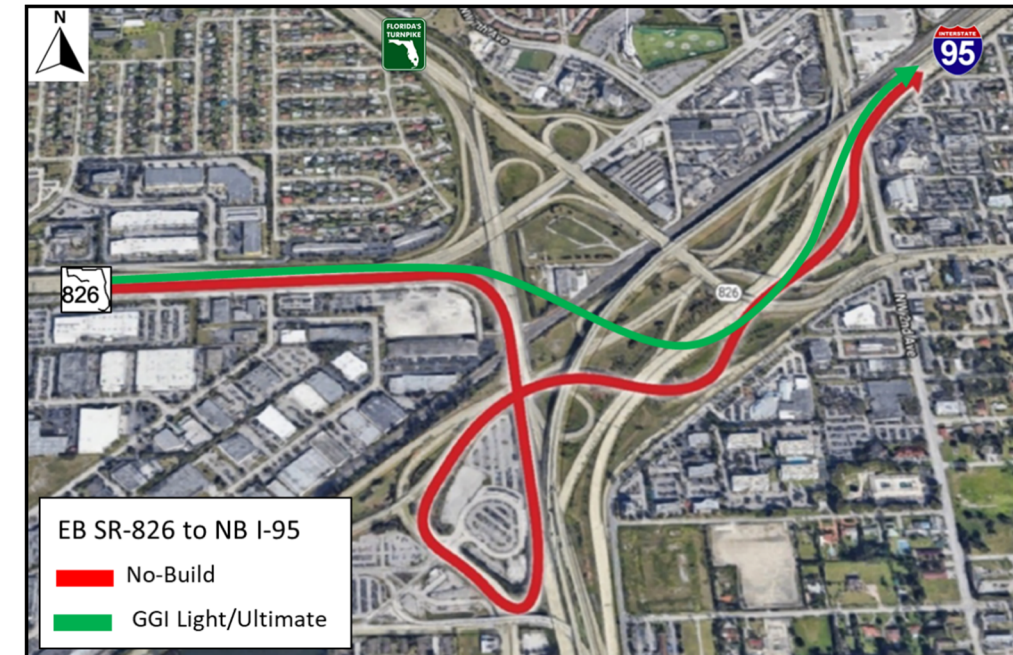 N
FLORIDA'S
TURNPIKE
INTERSTATE
95
826
826
EB SR-826 to NB I-95
No-Build
GGI Light/Ultimate